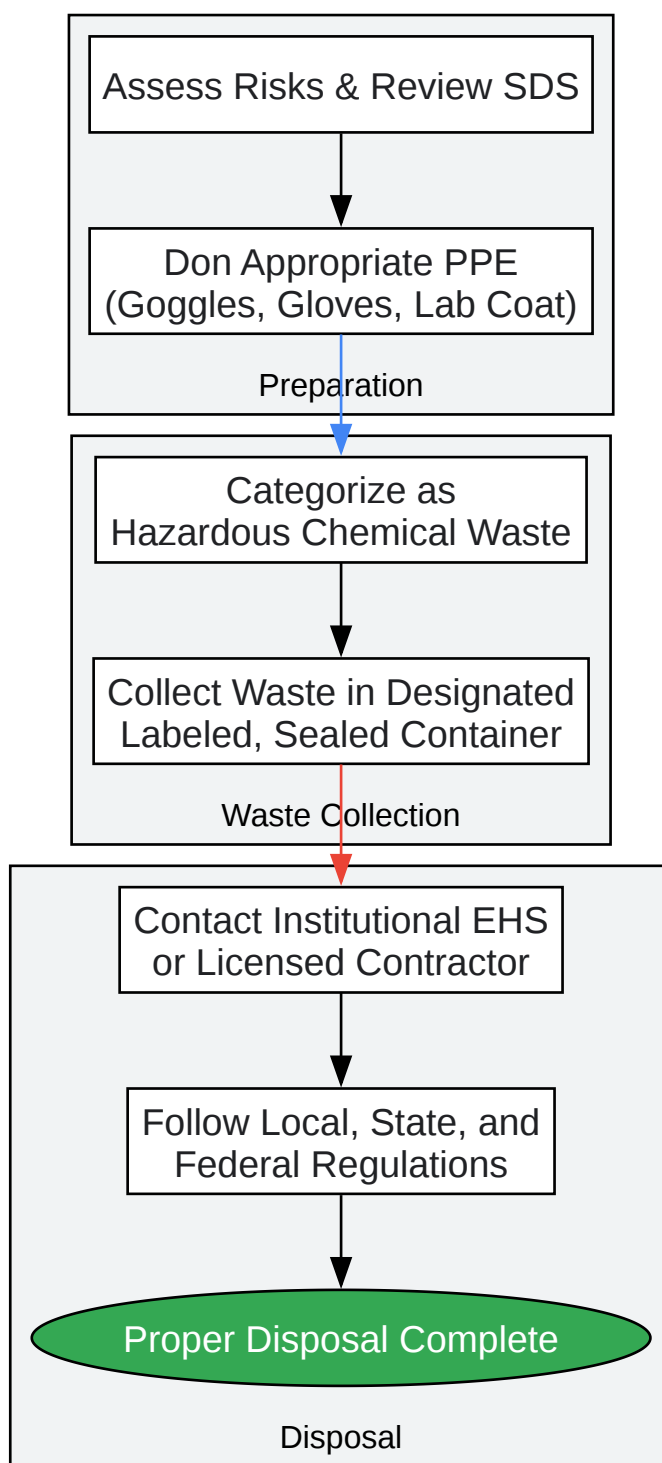 Assess Risks & Review SDS
Don Appropriate PPE
(Goggles, Gloves, Lab Coat)
Preparation
Categorize as
Hazardous Chemical Waste
Collect Waste in Designated
Labeled, Sealed Container
Waste Collection
Contact Institutional EHS
or Licensed Contractor
Follow Local, State, and
Federal Regulations
Proper Disposal Complete
Disposal